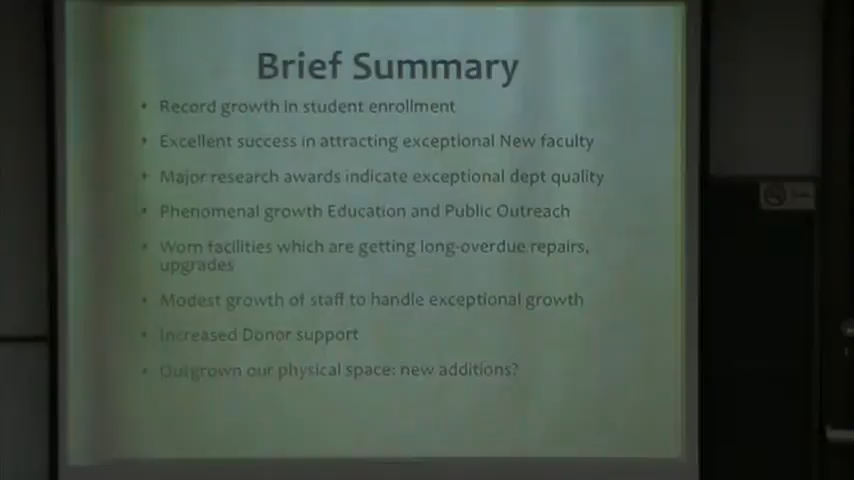 Brief Summary
• Record growth in student enrollment
• Excellent success in attracting exceptional New faculty
• Major research awards indicate exceptional dept quality
• Phenomenal growth Education and Public Outreach
• Worn facilities which are getting long-overdue repairs,
upgrades
• Modest growth of staff to handle exceptional growth
• Increased Donor support
• Outgrown our physical space: new additions?